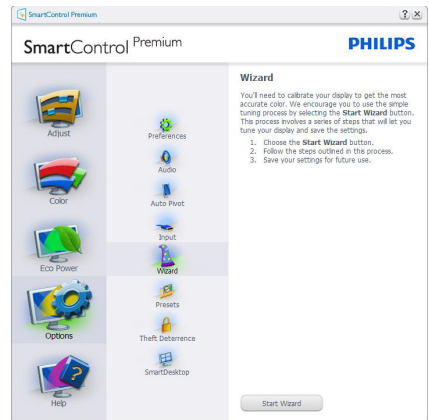 SmartControl Premium
? X
SmartControl Premium
PHILIPS
Adjust
Color
Eco Power
Options
Help
Preferences
Audio
Auto Pivot
Input
Wizard
Presets
Theft Deterrence
SmartDesktop
Wizard
You'll need to calibrate your display to get the most
accurate color. We encourage you to use the simple
tuning process by selecting the Start Wizard button.
This process involves a series of steps that will let you
tune your display and save the settings.
1. Choose the Start Wizard button.
2. Follow the steps outlined in this process.
3. Save your settings for future use.
Start Wizard